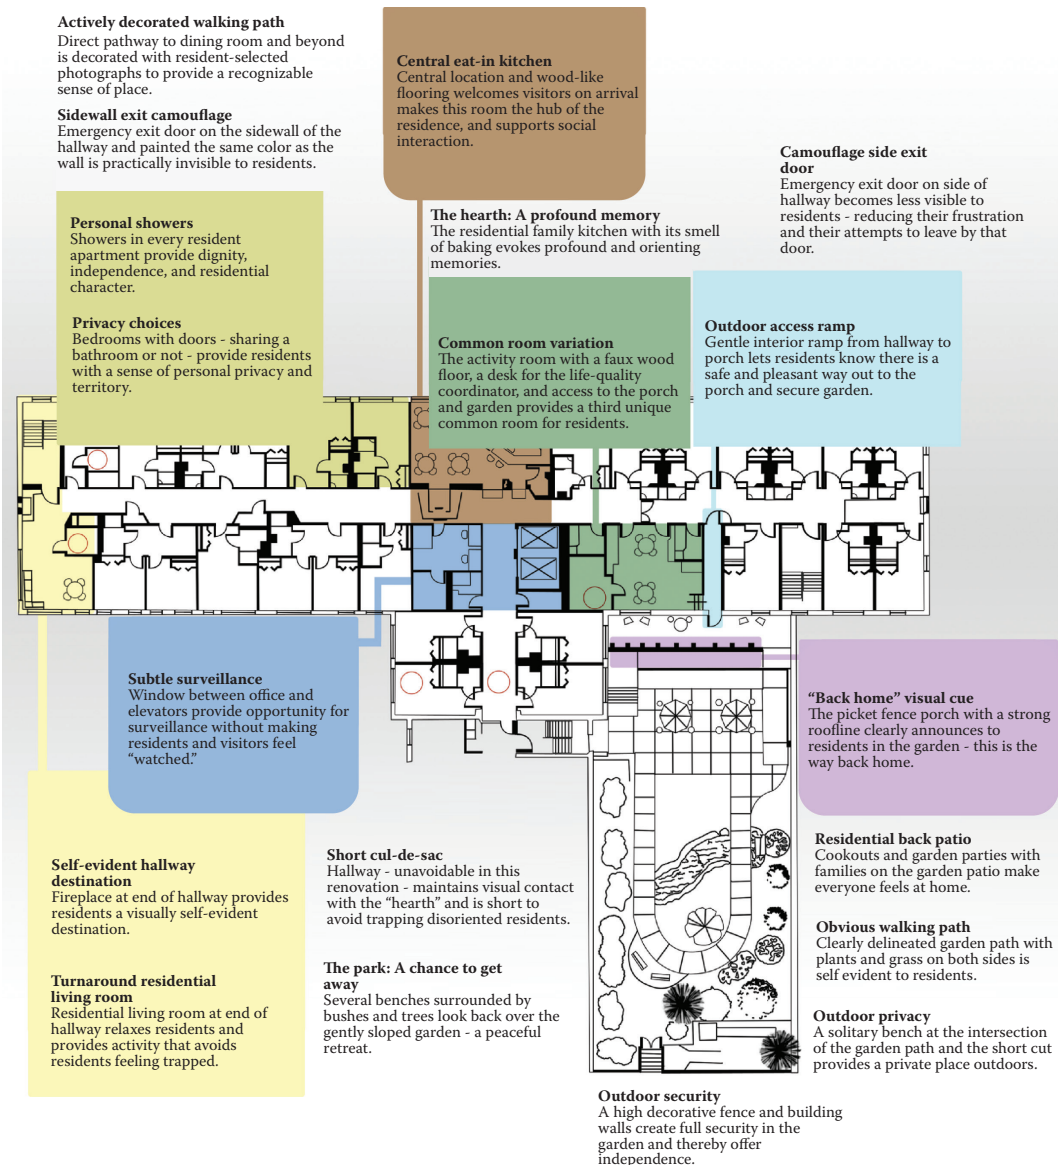 Actively decorated walking path
Direct pathway to dining room and beyond
is decorated with resident-selected
photographs to provide a recognizable
sense of place.
Sidewall exit camouflage
Emergency exit door on the sidewall of the
hallway and painted the same color as the
wall is practically invisible to residents.
Central eat-in kitchen
Central location and wood-like
flooring welcomes visitors on arrival
makes this room the hub of the
residence, and supports social
interaction.
Camouflage side exit
door
Emergency exit door on side of
hallway becomes less visible to
residents - reducing their frustration
and their attempts to leave by that
door.
Personal showers
Showers in every resident
apartment provide dignity,
independence, and residential
character.
Privacy choices
Bedrooms with doors - sharing a
bathroom or not - provide residents
with a sense of personal privacy and
territory.
The hearth: A profound memory
The residential family kitchen with its smell
of baking evokes profound and orienting
memories.
Common room variation
The activity room with a faux wood
floor, a desk for the life-quality
coordinator, and access to the porch
and garden provides a third unique
common room for residents.
Outdoor access ramp
Gentle interior ramp from hallway to
porch lets residents know there is a
safe and pleasant way out to the
porch and secure garden.
Subtle surveillance
Window between office and
elevators provide opportunity for
surveillance without making
residents and visitors feel
“watched.”
“Back home” visual cue
The picket fence porch with a strong
roofline clearly announces to
residents in the garden - this is the
way back home.
Self-evident hallway
destination
Fireplace at end of hallway provides
residents a visually self-evident
destination.
Turnaround residential
living room
Residential living room at end of
hallway relaxes residents and
provides activity that avoids
residents feeling trapped.
Short cul-de-sac
Hallway - unavoidable in this
renovation - maintains visual contact
with the “hearth” and is short to
avoid trapping disoriented residents.
The park: A chance to get
away
Several benches surrounded by
bushes and trees look back over the
gently sloped garden - a peaceful
retreat.
Residential back patio
Cookouts and garden parties with
families on the garden patio make
everyone feels at home.
Obvious walking path
Clearly delineated garden path with
plants and grass on both sides is
self evident to residents.
Outdoor privacy
A solitary bench at the intersection
of the garden path and the short cut
provides a private place outdoors.
Outdoor security
A high decorative fence and building
walls create full security in the
garden and thereby offer
independence.